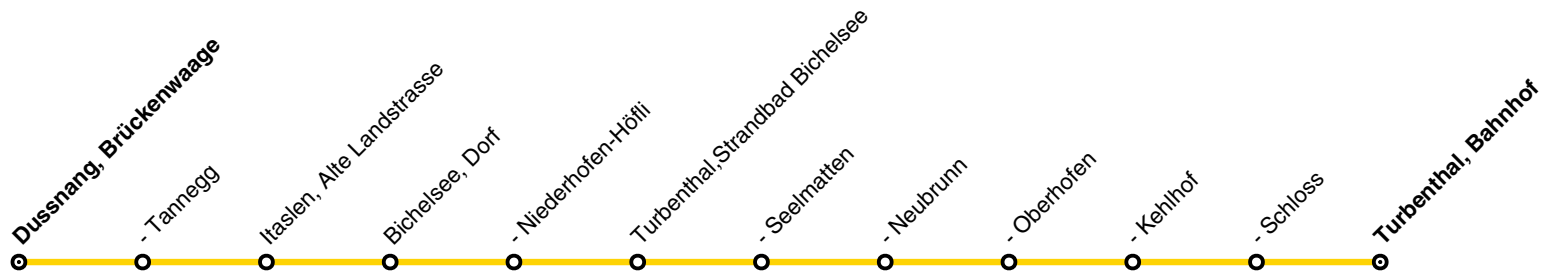 Dussnang, Brückenwaage
- Tannegg
Itaslen, Alte Landstrasse
Bichelsee, Dorf
- Niederhofen-Höfli
Turbenthal,Strandbad Bichelsee
- Seelmatten
- Neubrunn
- Oberhofen
- Kehlhof
- Schloss
Turbenthal, Bahnhof